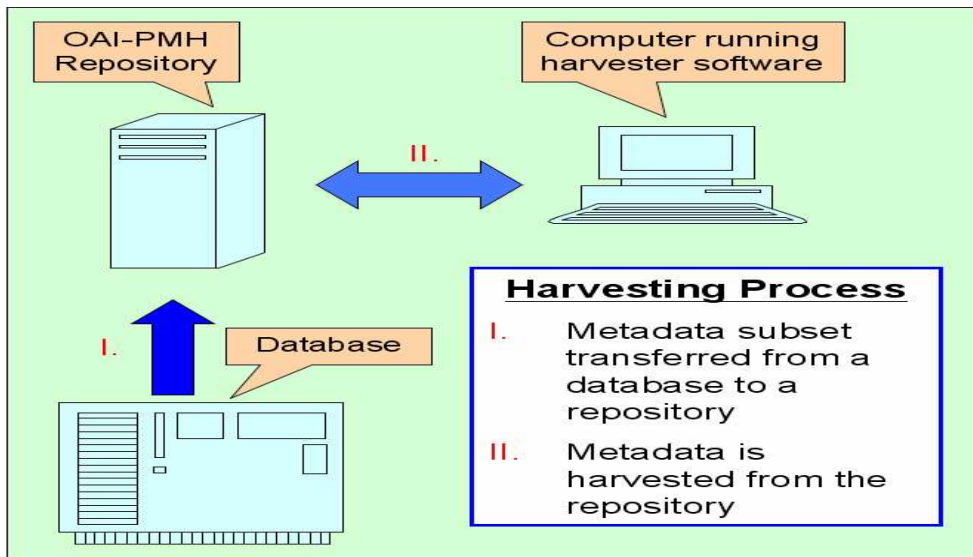 OAI-PMH
Repository
Computer running
harvester software
II.
I.
Database
Harvesting Process
I. Metadata subset
transferred from a
database to a
repository
II. Metadata is
harvested from the
repository